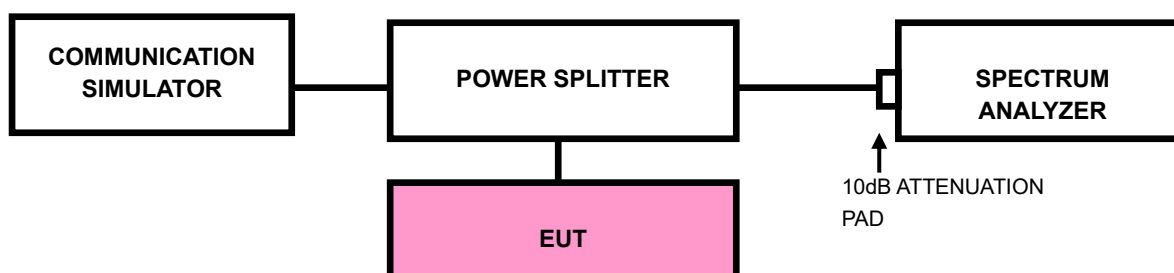 COMMUNICATION
SIMULATOR
POWER SPLITTER
SPECTRUM
ANALYZER
10dB ATTENUATION
PAD
EUT